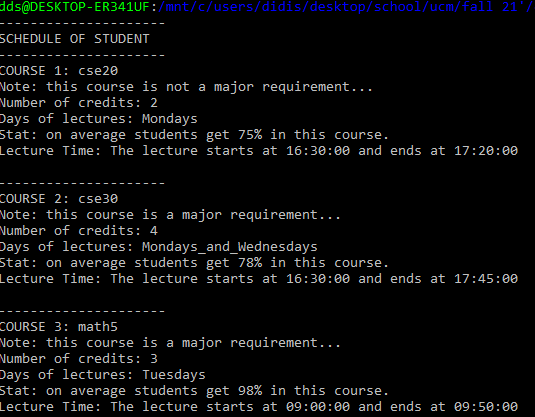 dds@DESKTOP-ER341UF:/mnt/c/users/didis/desktop/school/ucm/fall 21'/
---------------------
SCHEDULE OF STUDENT
---------------------
COURSE 1: cse20
Note: this course is not a major requirement...
Number of credits: 2
Days of lectures: Mondays
Stat: on average students get 75% in this course.
Lecture Time: The lecture starts at 16:30:00 and ends at 17:20:00
---------------------
COURSE 2: cse30
Note: this course is a major requirement...
Number of credits: 4
Days of lectures: Mondays_and_Wednesdays
Stat: on average students get 78% in this course.
Lecture Time: The lecture starts at 16:30:00 and ends at 17:45:00
---------------------
COURSE 3: math5
Note: this course is a major requirement...
Number of credits: 3
Days of lectures: Tuesdays
Stat: on average students get 98% in this course.
Lecture Time: The lecture starts at 09:00:00 and ends at 09:50:00